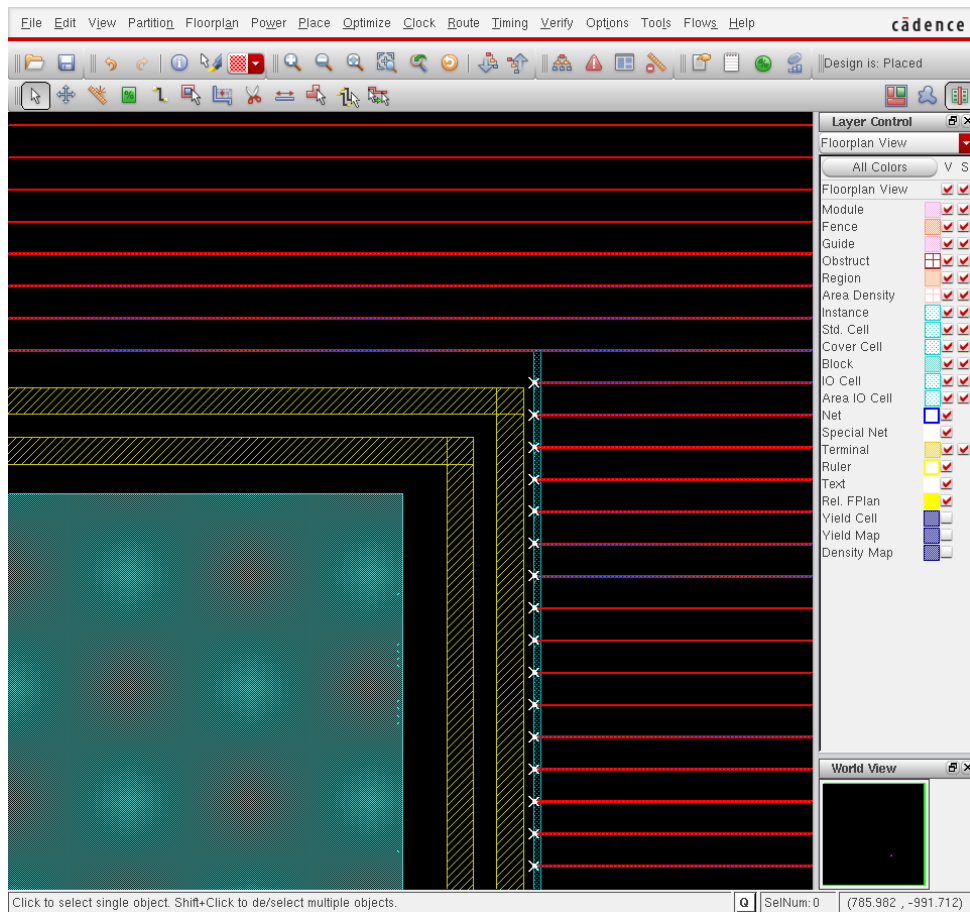 File Edit View Partition Floorplan Power Place Optimize Clock Route Timing Verify Options Tools Flows Help cādence
Design is: Placed
Layer Control
Floorplan View
All Colors V S
Floorplan View
Module
Fence
Guide
Obstruct
Region
Area Density
Instance
Std. Cell
Cover Cell
Block
IO Cell
Area IO Cell
Net
Special Net
Terminal
Ruler
Text
Rel. FPlan
Yield Cell
Yield Map
Density Map
World View
Click to select single object. Shift+Click to de/select multiple objects. Q SelNum: 0 (785.982 , -991.712)